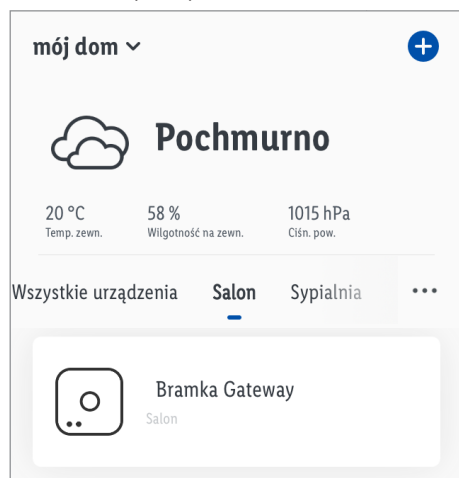 mój dom
Pochmurno
20 °C 58 % 1015 hPa
Temp. zewn. Wilgotność na zewn. Ciśn. pow.
Wszystkie urządzenia Salon Sypialnia
Bramka Gateway
Salon